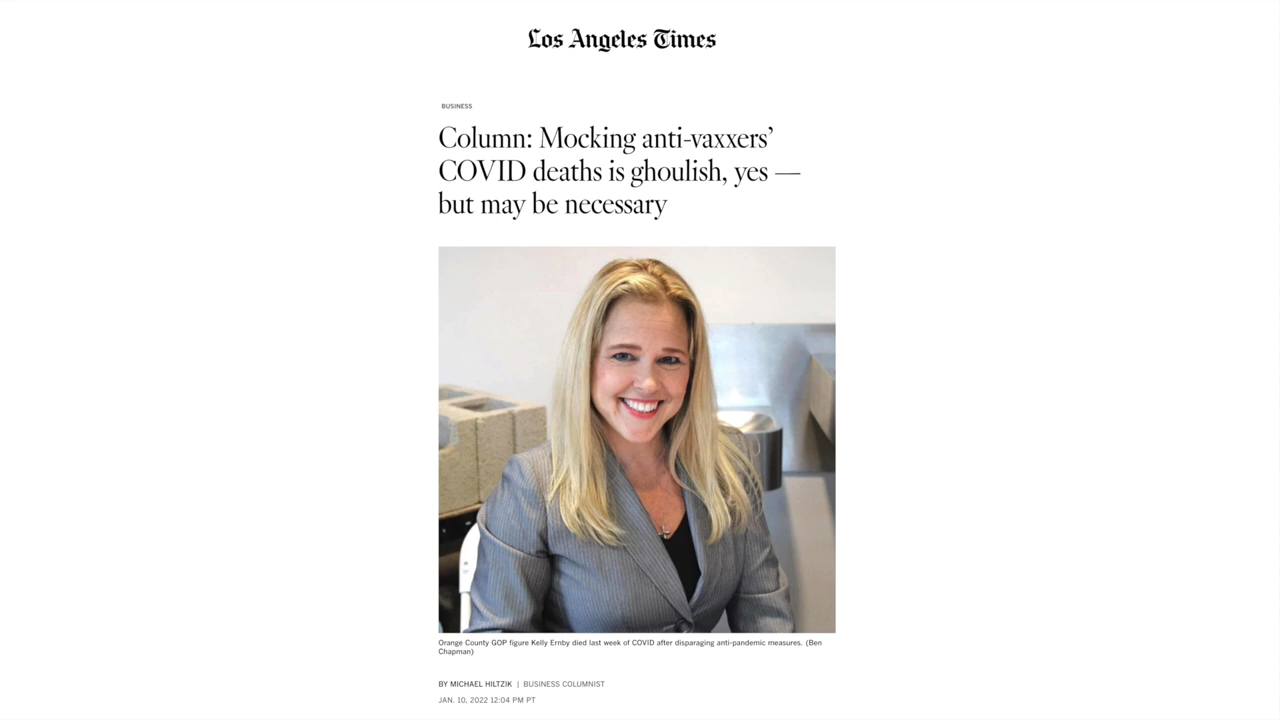 Los Angeles Times
BUSINESS
Column: Mocking anti-vaxxers’
COVID deaths is ghoulish, yes —
but may be necessary
Orange County GOP figure Kelly Ernby died last week of COVID after disparaging anti-pandemic measures. (Ben
Chapman)
BY MICHAEL HILTZIK | BUSINESS COLUMNIST
JAN. 10, 2022 12:04 PM PT